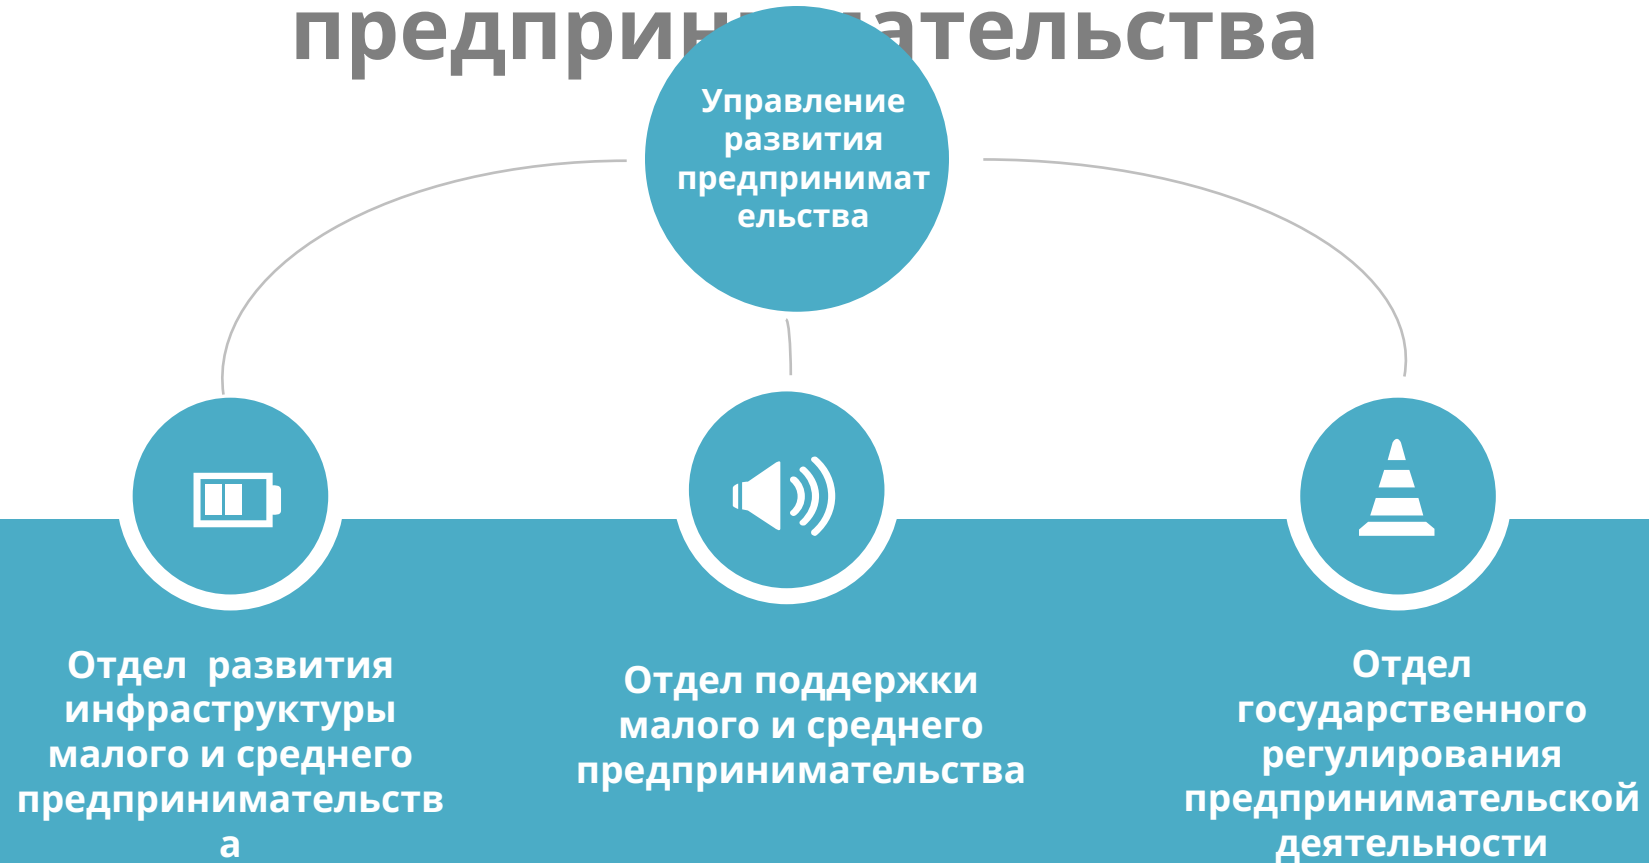 Управление
развития
предпринимат
ельства
Отдел развития
инфраструктуры
малого и среднего
предпринимательств
а
Отдел поддержки
малого и среднего
предпринимательства
Отдел
государственного
регулирования
предпринимательской
деятельности